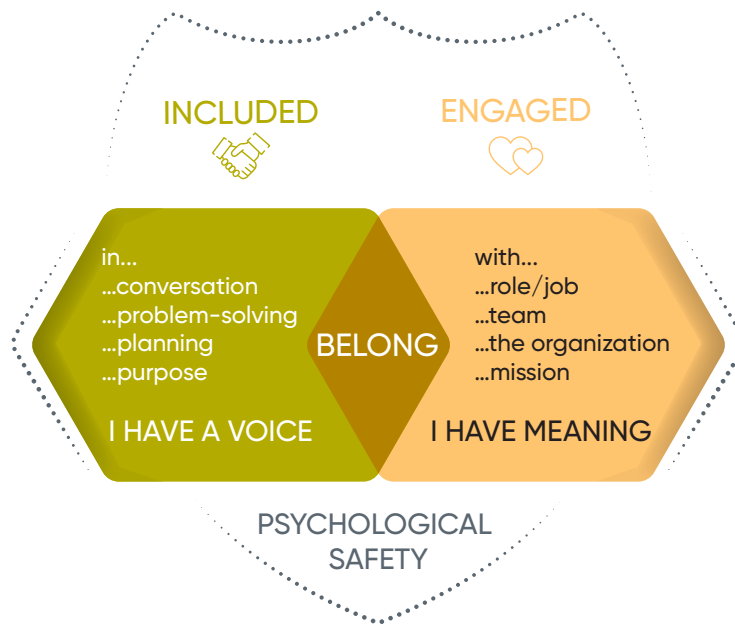 INCLUDED
in...
...conversation
...problem-solving
...planning
...purpose
I HAVE A VOICE
BELONG
ENGAGED
with...
...role/job
...team
...the organization
...mission
I HAVE MEANING
PSYCHOLOGICAL
SAFETY